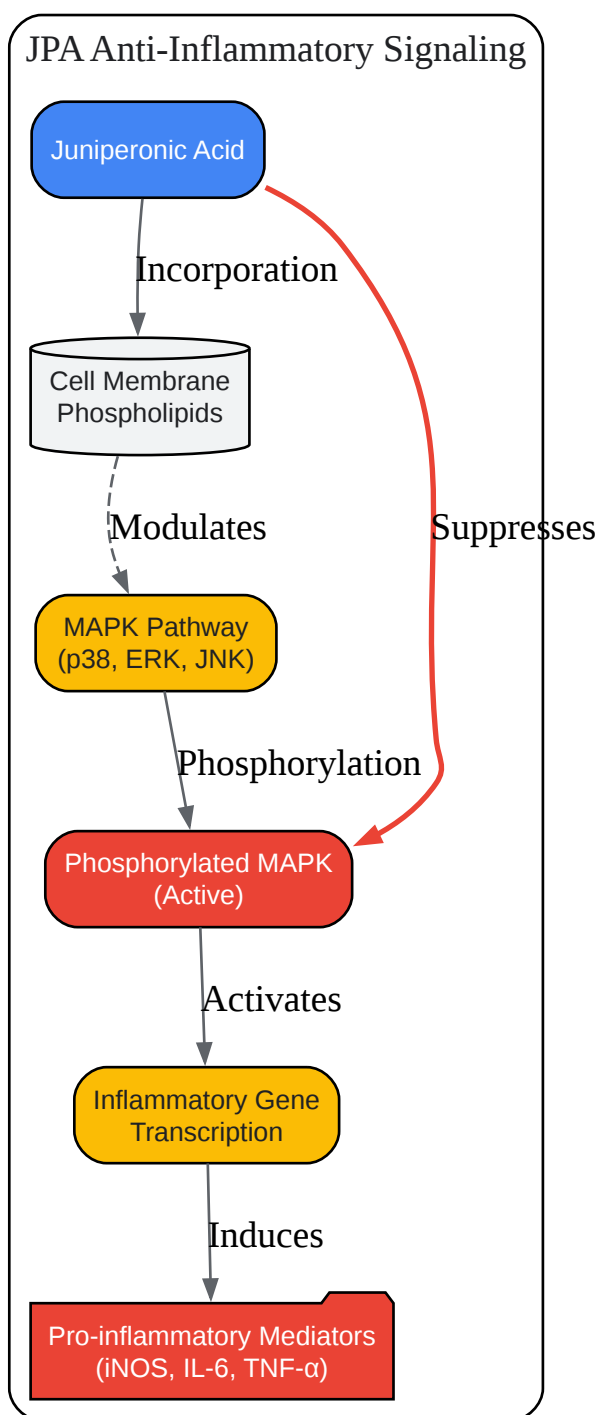 JPA Anti-Inflammatory Signaling
Juniperonic Acid
Incorporation
Cell Membrane
Phospholipids
Modulates
Suppresses
MAPK Pathway
(p38, ERK, JNK)
Phosphorylation
Phosphorylated MAPK
(Active)
Activates
Inflammatory Gene
Transcription
Induces
Pro-inflammatory Mediators
(iNOS, IL-6, TNF-α)